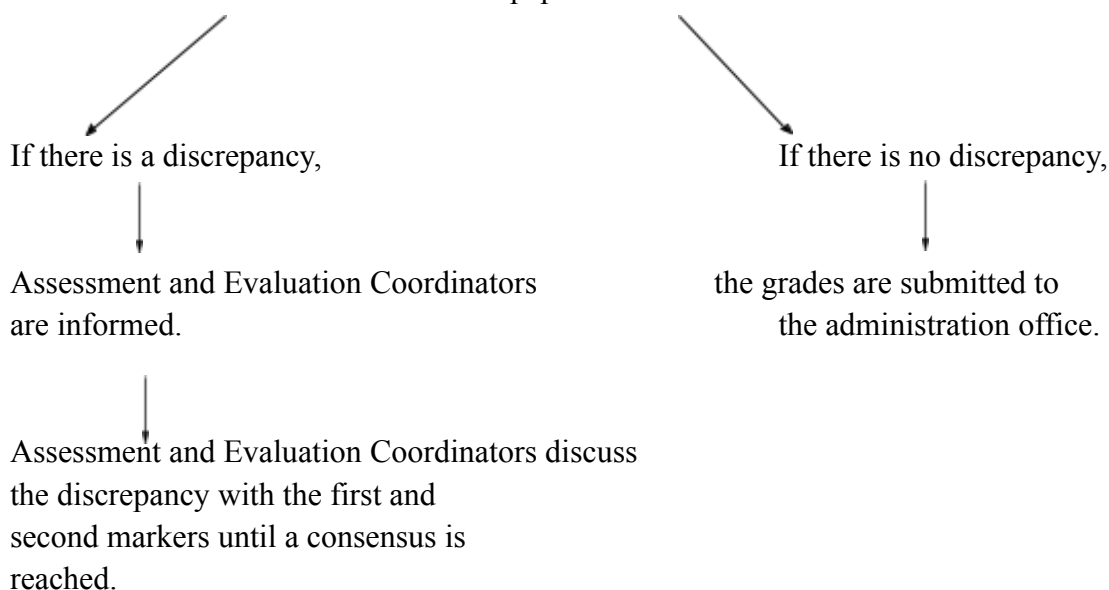 If there is a discrepancy,
If there is no discrepancy,
Assessment and Evaluation Coordinators
are informed.
the grades are submitted to
the administration office.
Assessment and Evaluation Coordinators discuss
the discrepancy with the first and
second markers until a consensus is
reached.